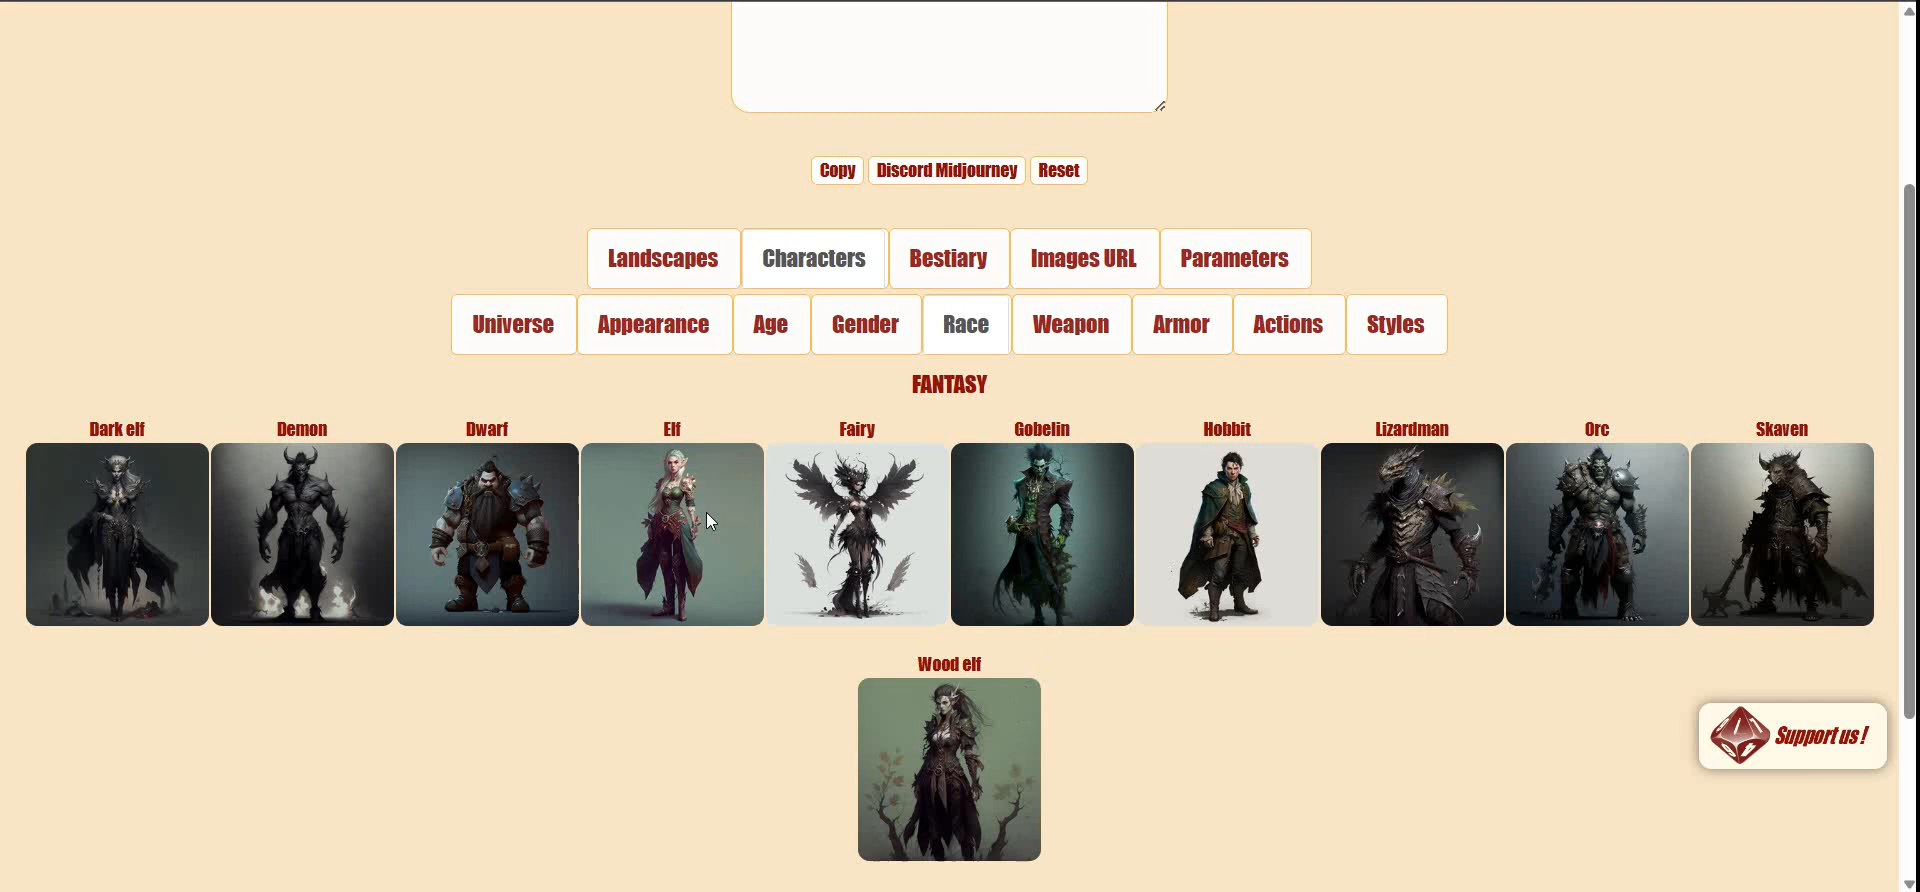 Copy Discord Midjourney Reset
Landscapes Characters Bestiary Images URL Parameters
Universe Appearance Age Gender Race Weapon Armor Actions Styles
FANTASY
Dark elf Demon Dwarf Elf Fairy Gobelin Hobbit Lizardman Orc Skaven
Wood elf
Support us!